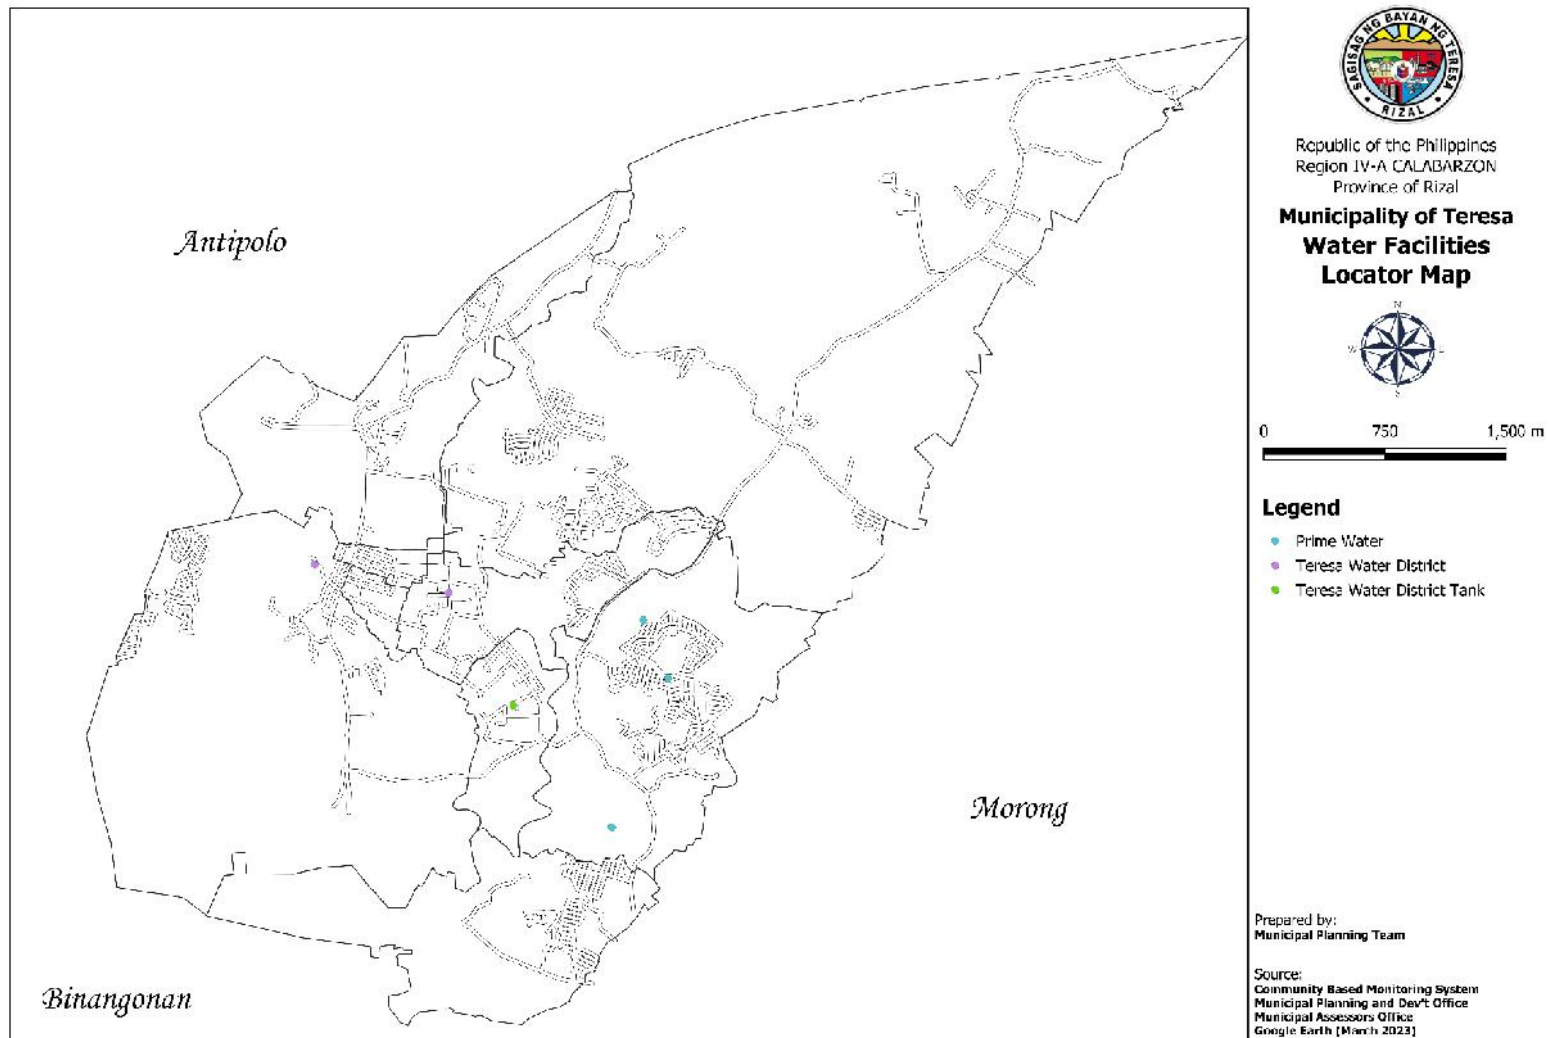 Antipolo
Morong
Binangonan
SAGISAG NG BAYAN NG TERESA
RIZAL
Republic of the Philippines
Region IV-A CALABARZON
Province of Rizal
Municipality of Teresa
Water Facilities
Locator Map
N
W
S
0 750 1,500 m
Legend
Prime Water
Teresa Water District
Teresa Water District Tank
Prepared by:
Municipal Planning Team
Source:
Community Based Monitoring System
Municipal Planning and Dev't Office
Municipal Assessors Office
Google Earth (March 2023)